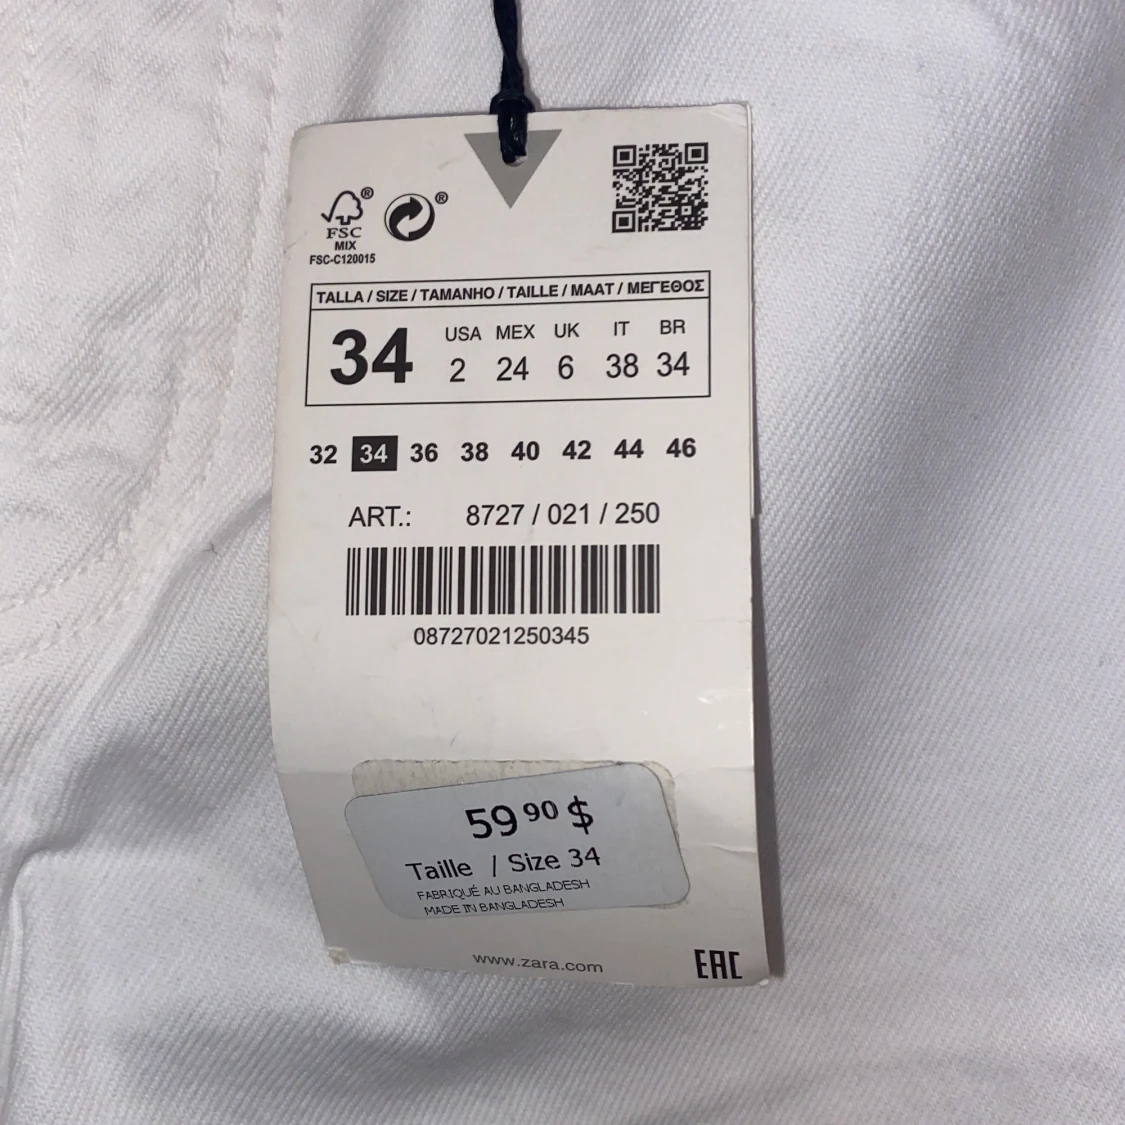 FSC
MIX
FSC-C120015
TALLA / SIZE / TAMANHO / TAILLE / MAAT / ΜΕΓΕΘΟΣ
34 USA MEX UK IT BR
2 24 6 38 34
32 34 36 38 40 42 44 46
ART.: 8727 / 021 / 250
08727021250345
59 90 $
Taille / Size 34
FABRIQUÉ AU BANGLADESH
MADE IN BANGLADESH
www.zara.com
EAC